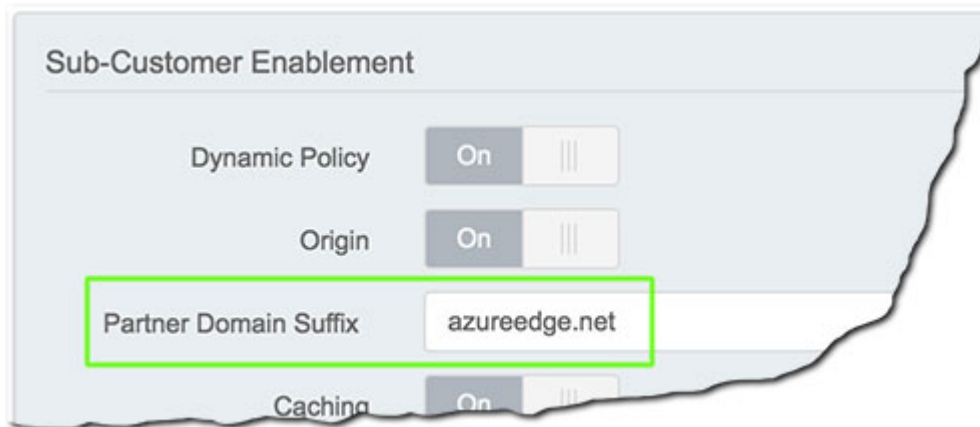 Sub-Customer Enablement
Dynamic Policy On
Origin On
Partner Domain Suffix azureedge.net
Caching On